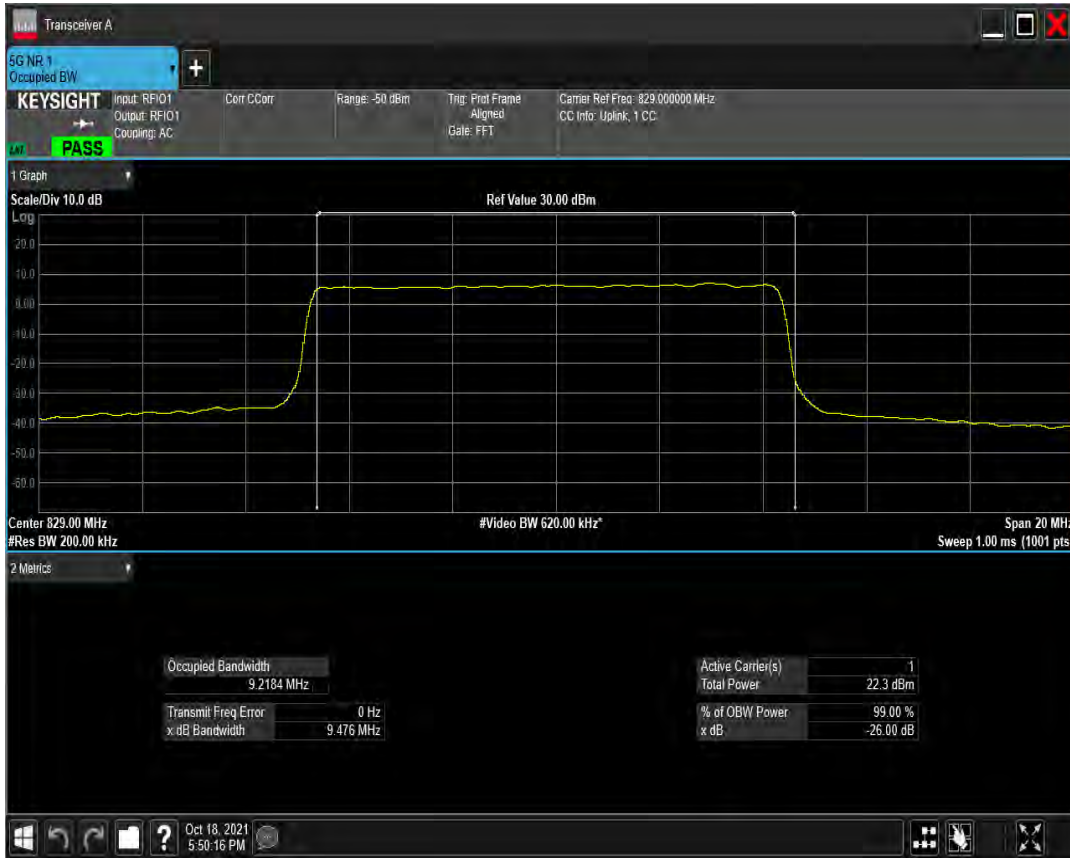 Transceiver A
5G NR 1
Occupied BW
+
KEYSIGHT
Input: RFIO1
Output: RFIO1
Coupling: AC
Corr CCorr
Range: -50 dBm
Trig: Prot Frame
Aligned
Gate: FFT
Carrier Ref Freq: 829.000000 MHz
CC Info: Uplink, 1 CC
PASS
1 Graph
Scale/Div 10.0 dB
Ref Value 30.00 dBm
Log
20.0
10.0
0.00
-10.0
-20.0
-30.0
-40.0
-50.0
-60.0
Center 829.00 MHz
#Video BW 620.00 kHz*
Span 20 MHz
#Res BW 200.00 kHz
Sweep 1.00 ms (1001 pts
2 Metrics
Occupied Bandwidth
9.2184 MHz
Transmit Freq Error 0 Hz
x dB Bandwidth 9.476 MHz
Active Carrier(s) 1
Total Power 22.3 dBm
% of OBW Power 99.00 %
x dB -26.00 dB
?
Oct 18, 2021
5:50:16 PM